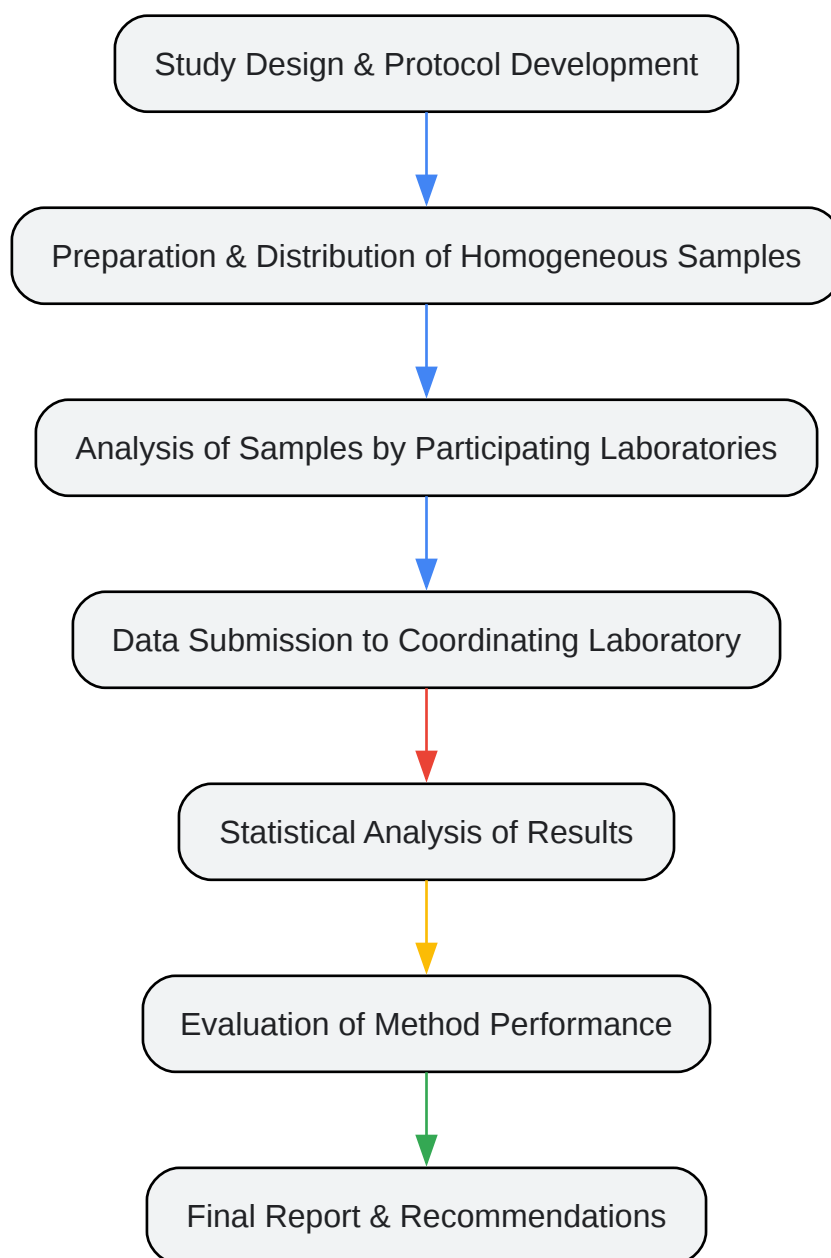 Study Design & Protocol Development
Preparation & Distribution of Homogeneous Samples
Analysis of Samples by Participating Laboratories
Data Submission to Coordinating Laboratory
Statistical Analysis of Results
Evaluation of Method Performance
Final Report & Recommendations